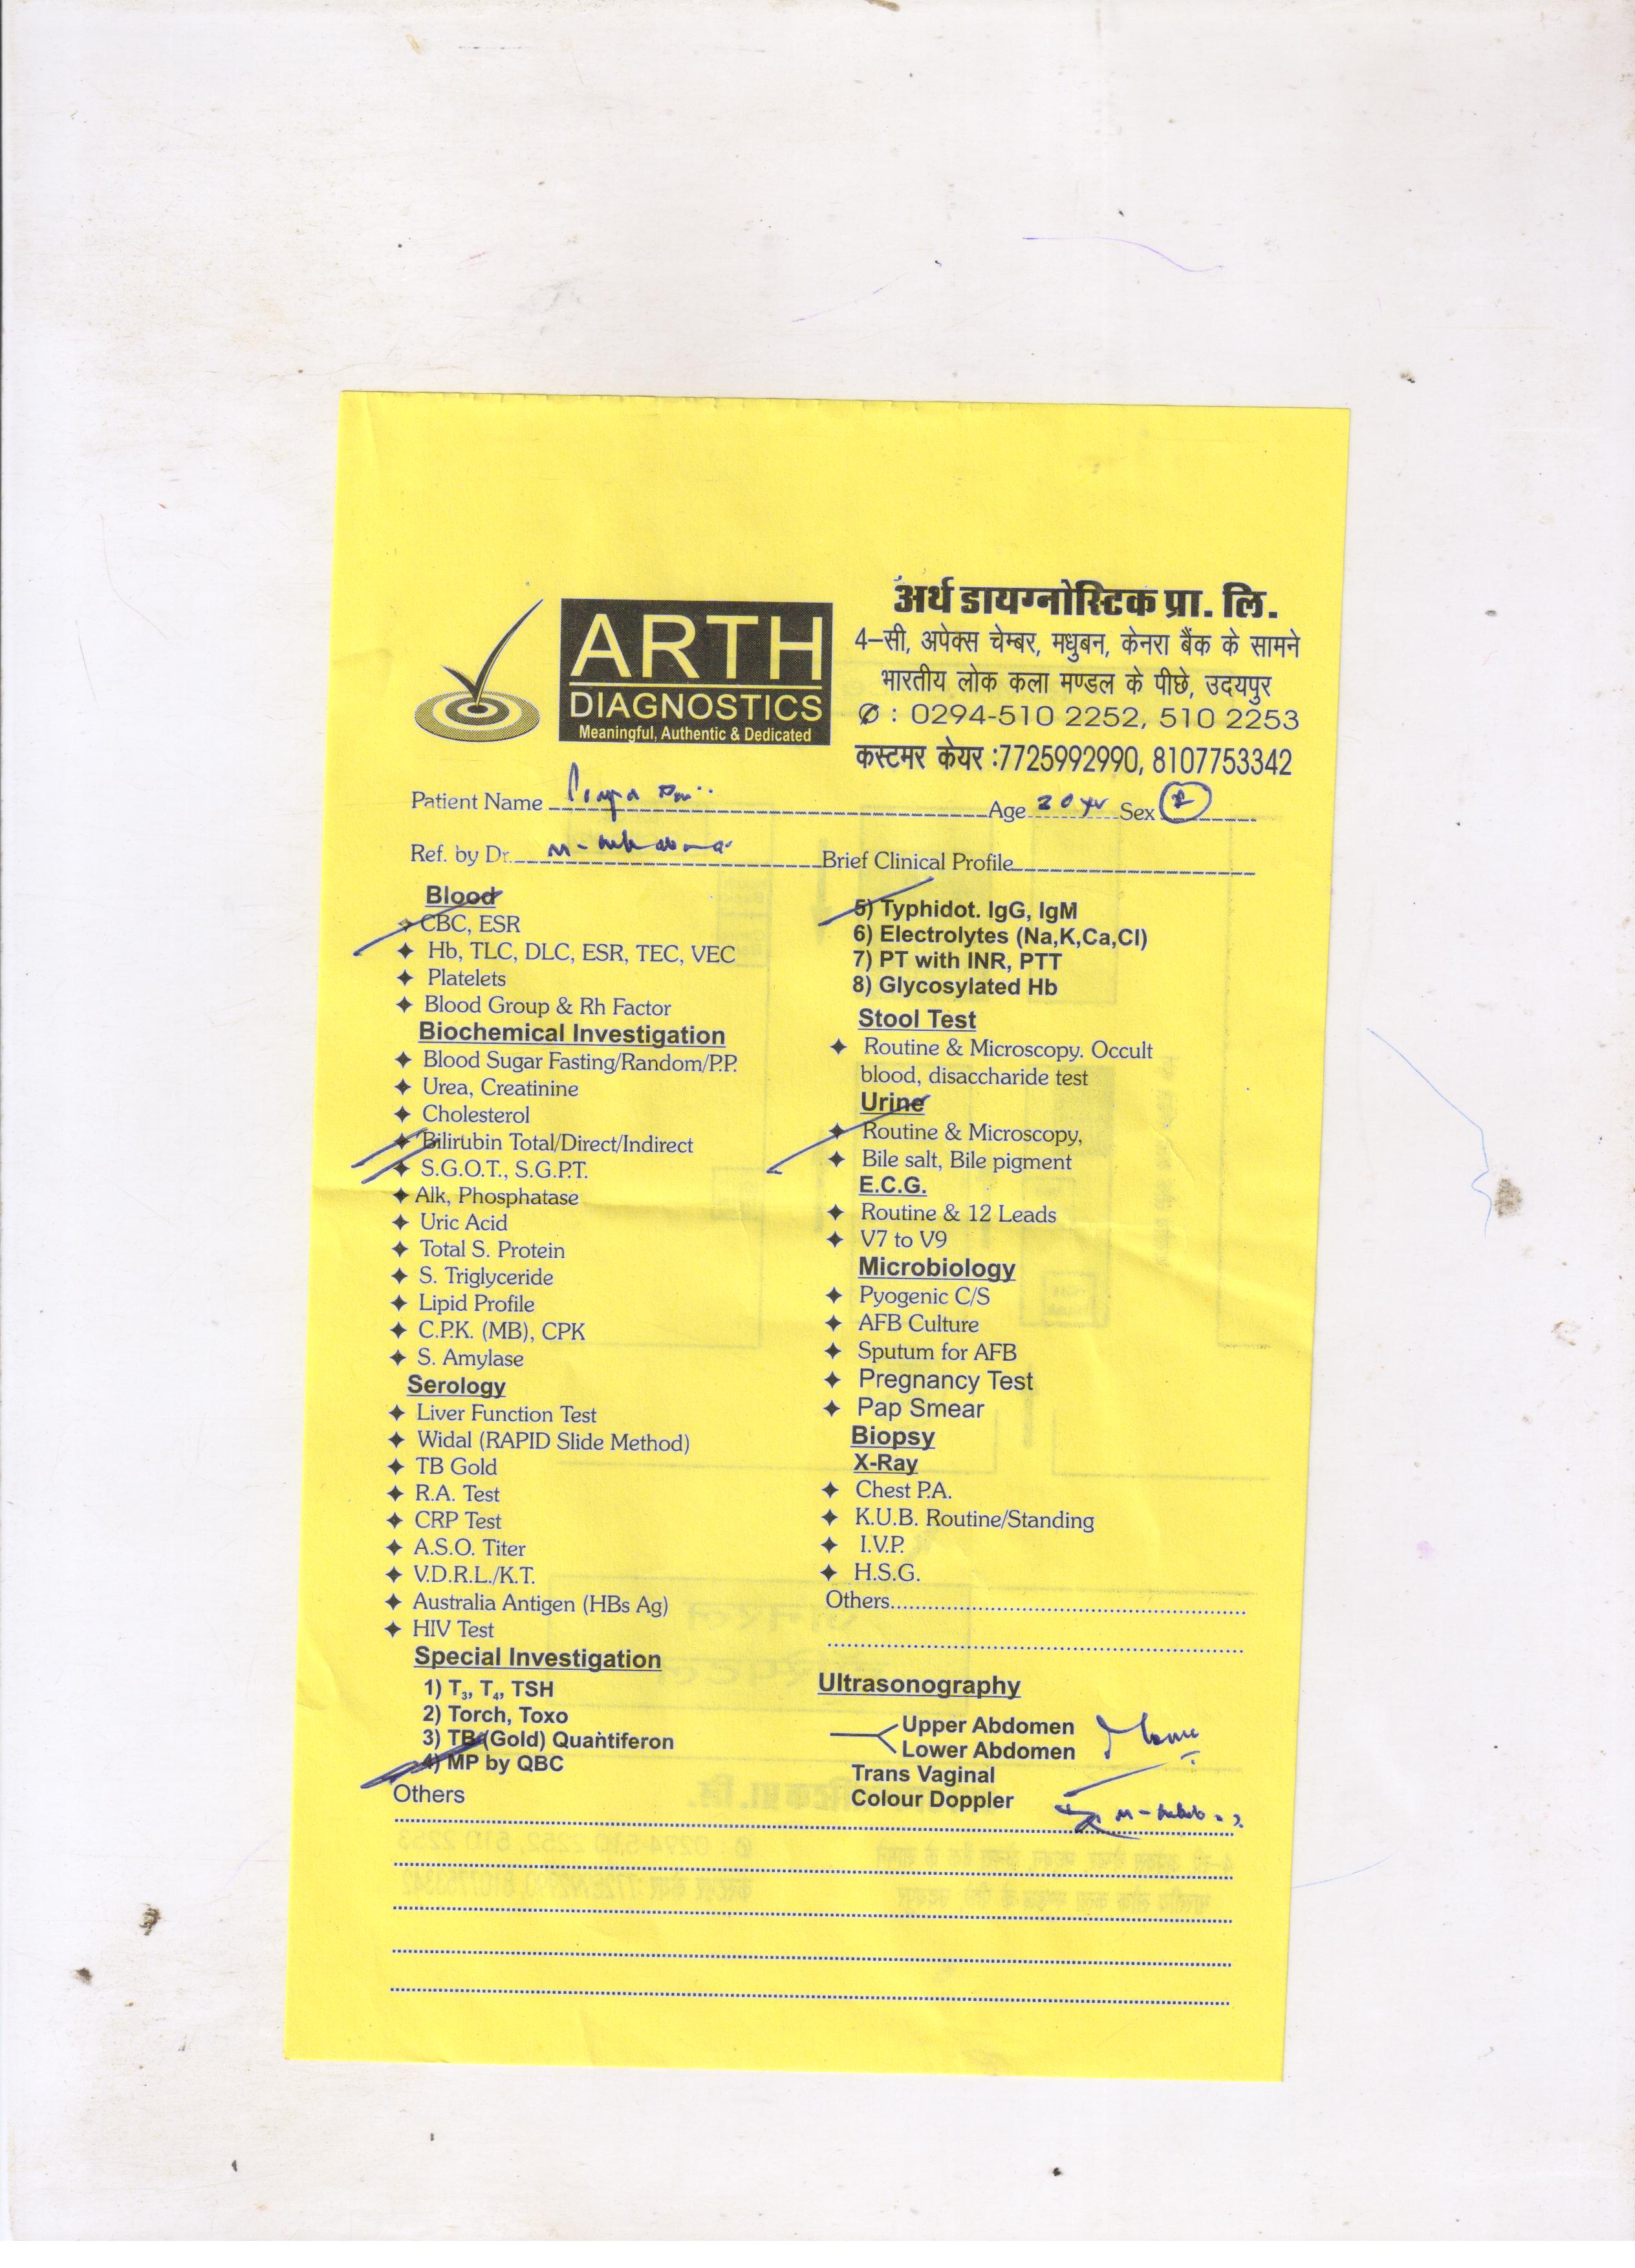 अर्थ डायग्नोस्टिक प्रा. लि.
ARTH
DIAGNOSTICS
Meaningful, Authentic & Dedicated
4–सी, अपेक्स चेम्बर, मधुबन, केनरा बैंक के सामने
भारतीय लोक कला मण्डल के पीछे, उदयपुर
: 0294-510 2252, 510 2253
कस्टमर केयर :7725992990, 8107753342
Patient Name Age Sex
Ref. by Dr. Brief Clinical Profile
Blood
CBC, ESR
Hb, TLC, DLC, ESR, TEC, VEC
Platelets
Blood Group & Rh Factor
Biochemical Investigation
Blood Sugar Fasting/Random/P.P.
Urea, Creatinine
Cholesterol
Bilirubin Total/Direct/Indirect
S.G.O.T., S.G.P.T.
Alk, Phosphatase
Uric Acid
Total S. Protein
S. Triglyceride
Lipid Profile
C.P.K. (MB), CPK
S. Amylase
Serology
Liver Function Test
Widal (RAPID Slide Method)
TB Gold
R.A. Test
CRP Test
A.S.O. Titer
V.D.R.L./K.T.
Australia Antigen (HBs Ag)
HIV Test
Special Investigation
1) T3, T4, TSH
2) Torch, Toxo
3) TB (Gold) Quantiferon
4) MP by QBC
Others
5) Typhidot. IgG, IgM
6) Electrolytes (Na,K,Ca,Cl)
7) PT with INR, PTT
8) Glycosylated Hb
Stool Test
Routine & Microscopy. Occult
blood, disaccharide test
Urine
Routine & Microscopy,
Bile salt, Bile pigment
E.C.G.
Routine & 12 Leads
V7 to V9
Microbiology
Pyogenic C/S
AFB Culture
Sputum for AFB
Pregnancy Test
Pap Smear
Biopsy
X-Ray
Chest P.A.
K.U.B. Routine/Standing
I.V.P.
H.S.G.
Others
Ultrasonography
Upper Abdomen
Lower Abdomen
Trans Vaginal
Colour Doppler